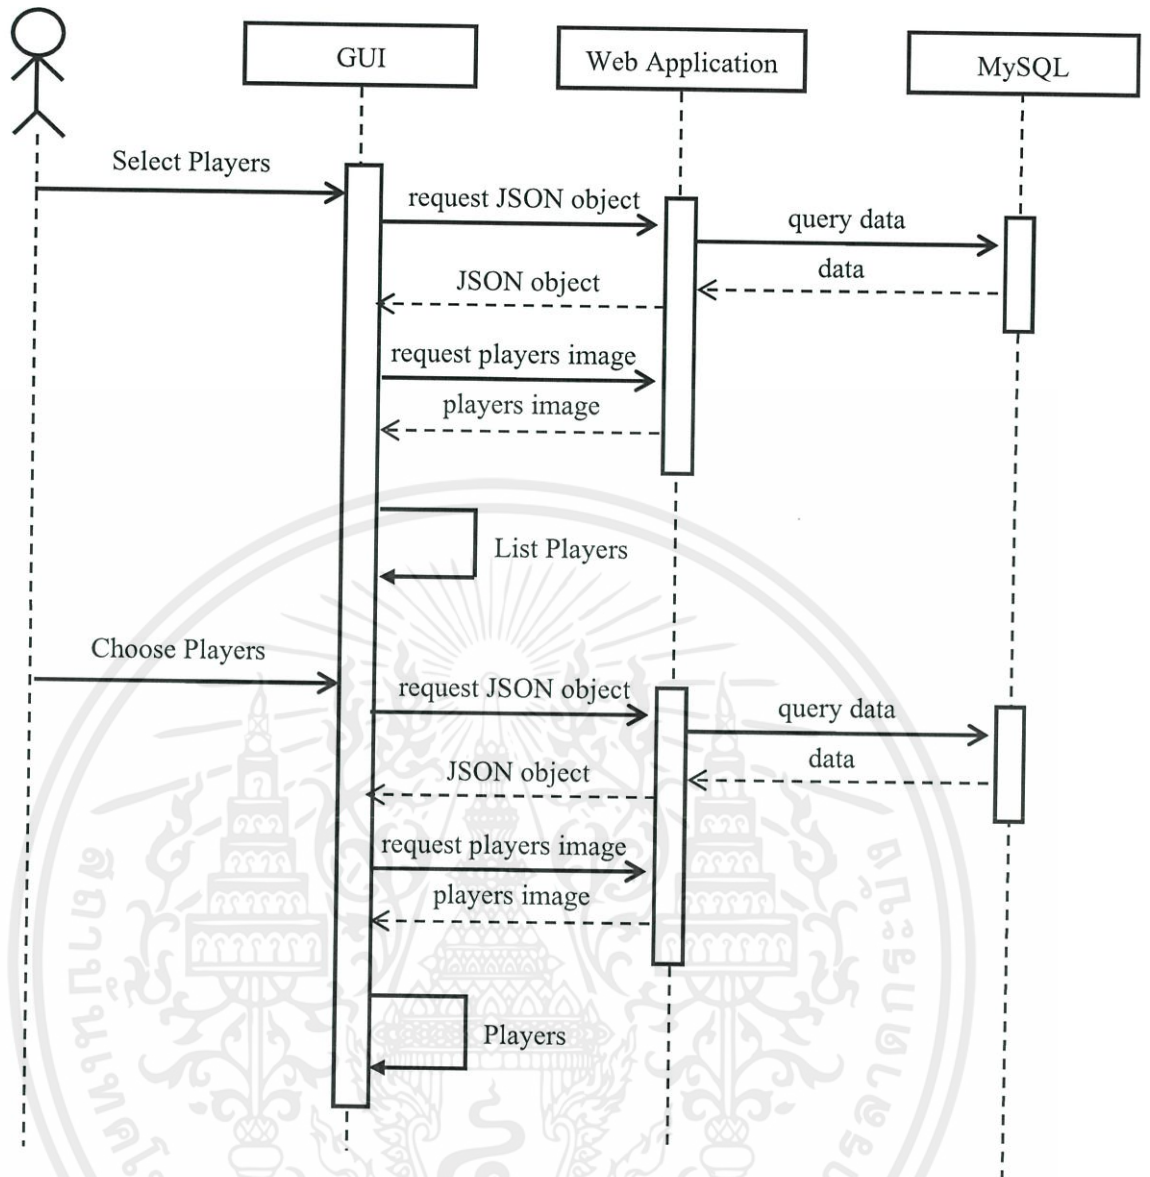 GUI
Web Application
MySQL
Select Players
request JSON object
query data
data
JSON object
request players image
players image
List Players
Choose Players
request JSON object
query data
data
JSON object
request players image
players image
Players